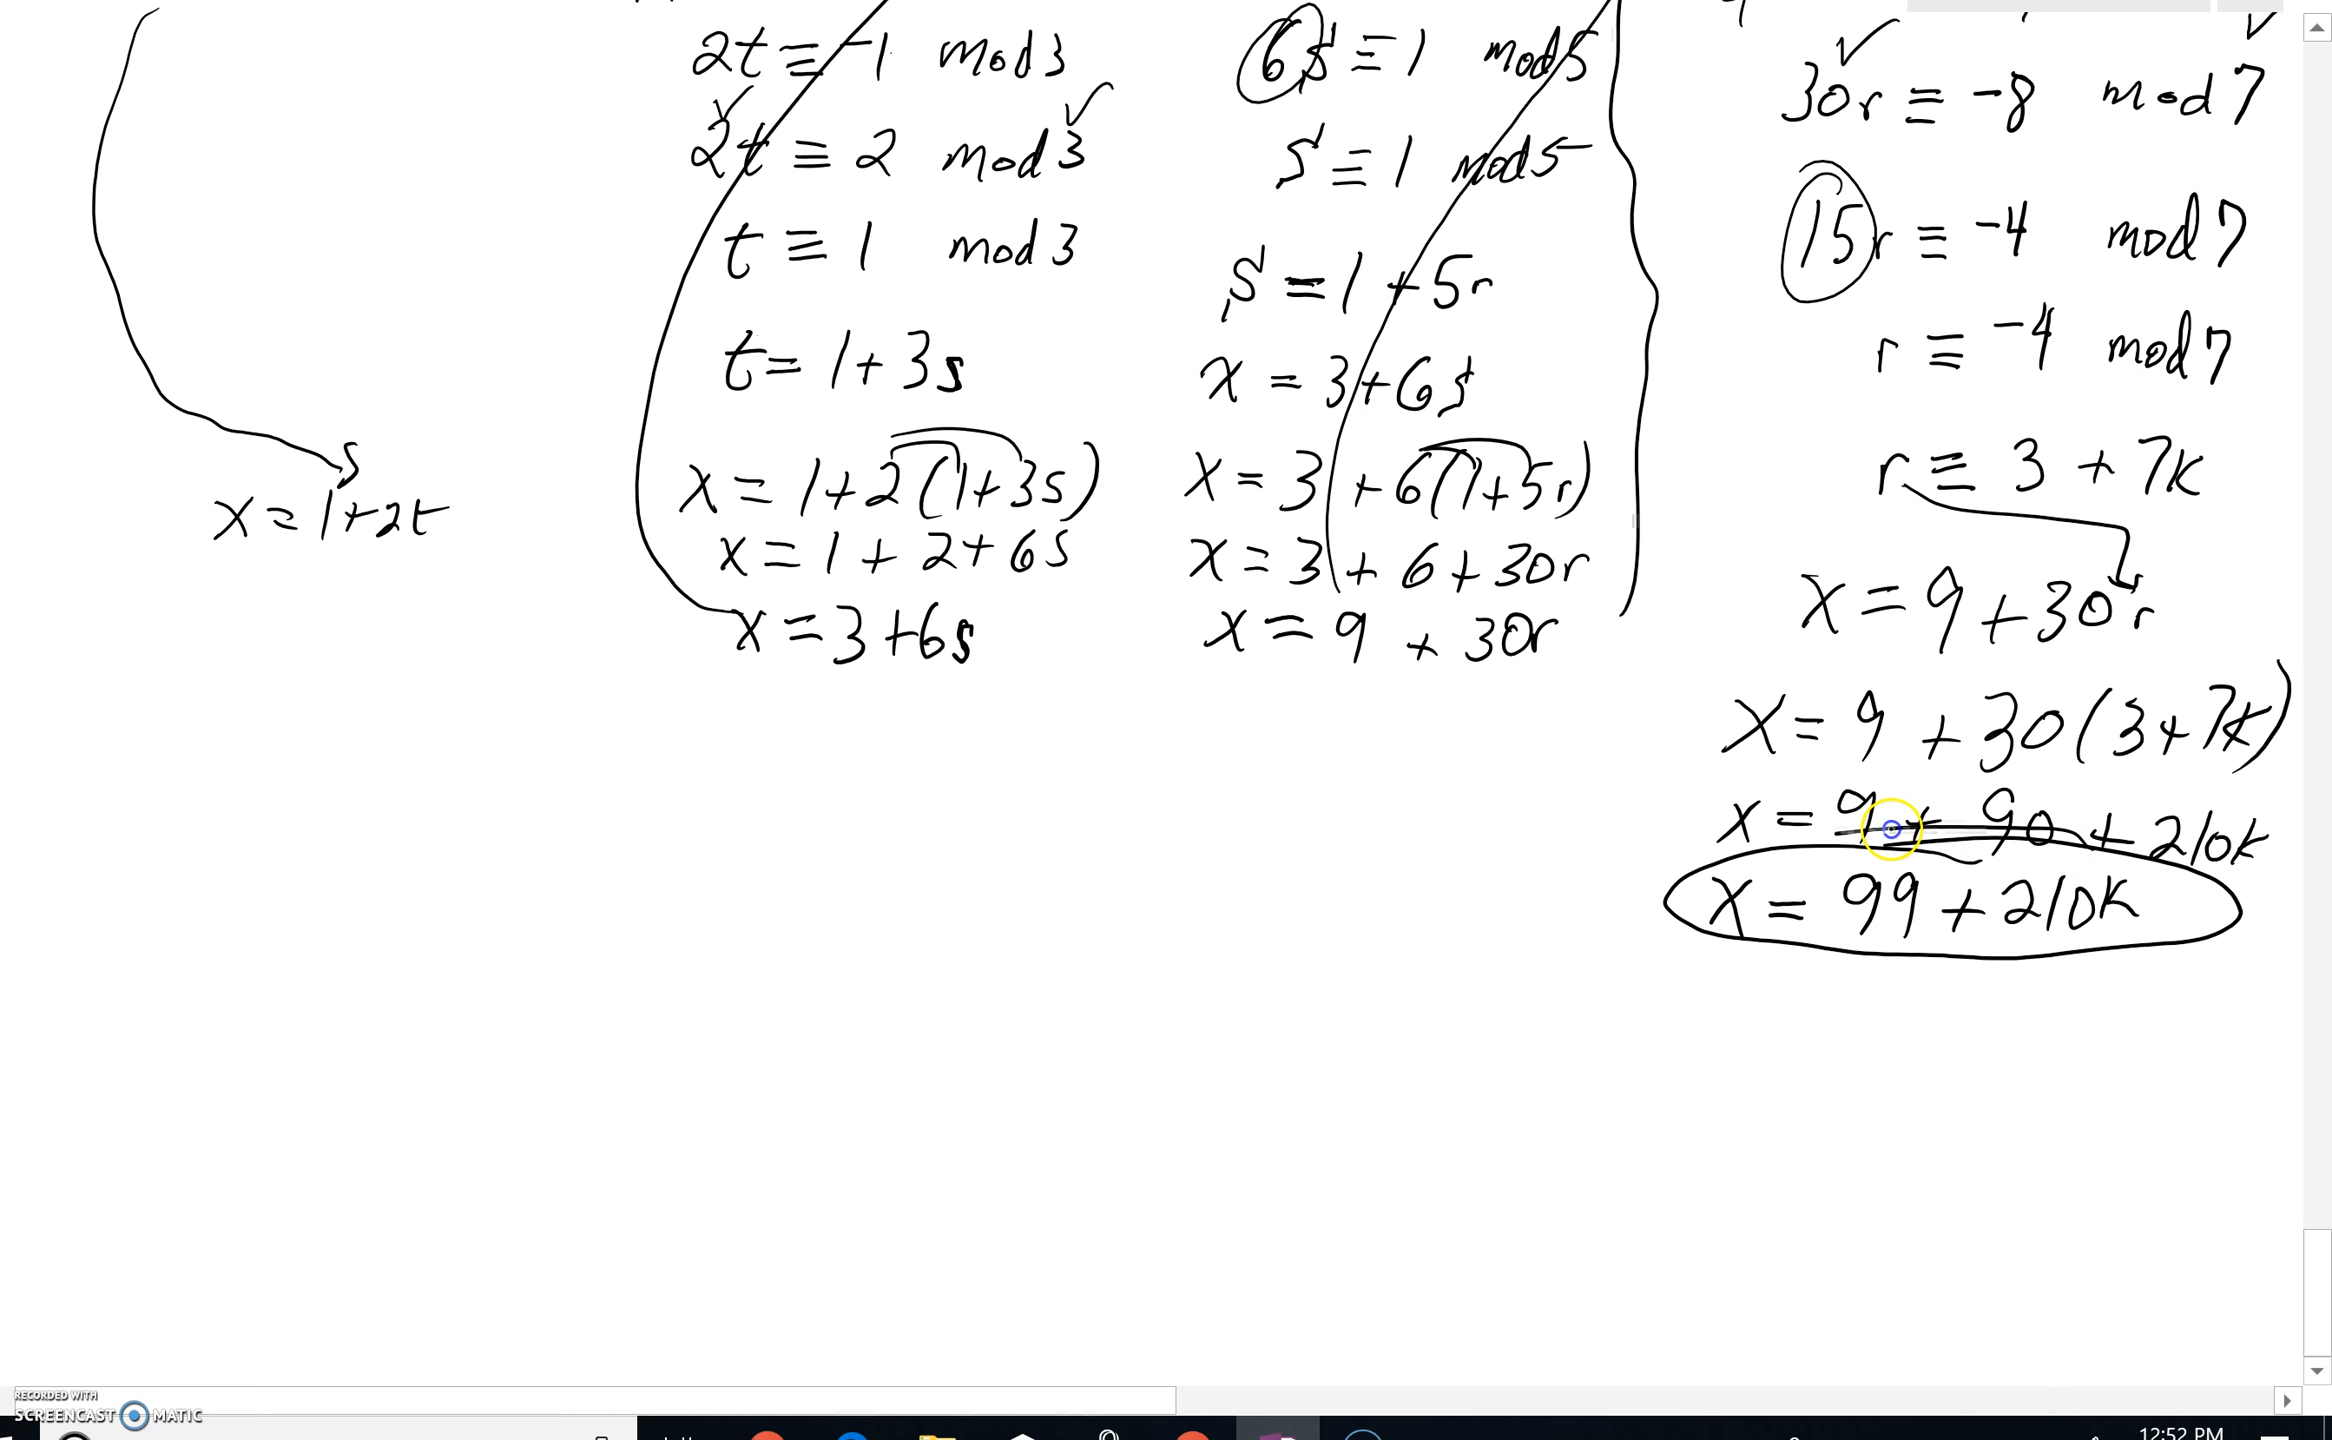 x = 1 + 2t
2t ≡ -1 mod 3
2t ≡ 2 mod 3
t ≡ 1 mod 3
t = 1 + 3s
x = 1 + 2(1 + 3s)
x = 1 + 2 + 6s
x = 3 + 6s
6s ≡ 1 mod 5
s ≡ 1 mod 5
s = 1 + 5r
x = 3 + 6s
x = 3 + 6(1 + 5r)
x = 3 + 6 + 30r
x = 9 + 30r
30r ≡ -8 mod 7
15r ≡ -4 mod 7
r ≡ -4 mod 7
r ≡ 3 + 7k
x = 9 + 30r
x = 9 + 30(3 + 7k)
x = 9 + 90 + 210k
x = 99 + 210k
RECORDED WITH
SCREENCAST MATIC
12:52 PM